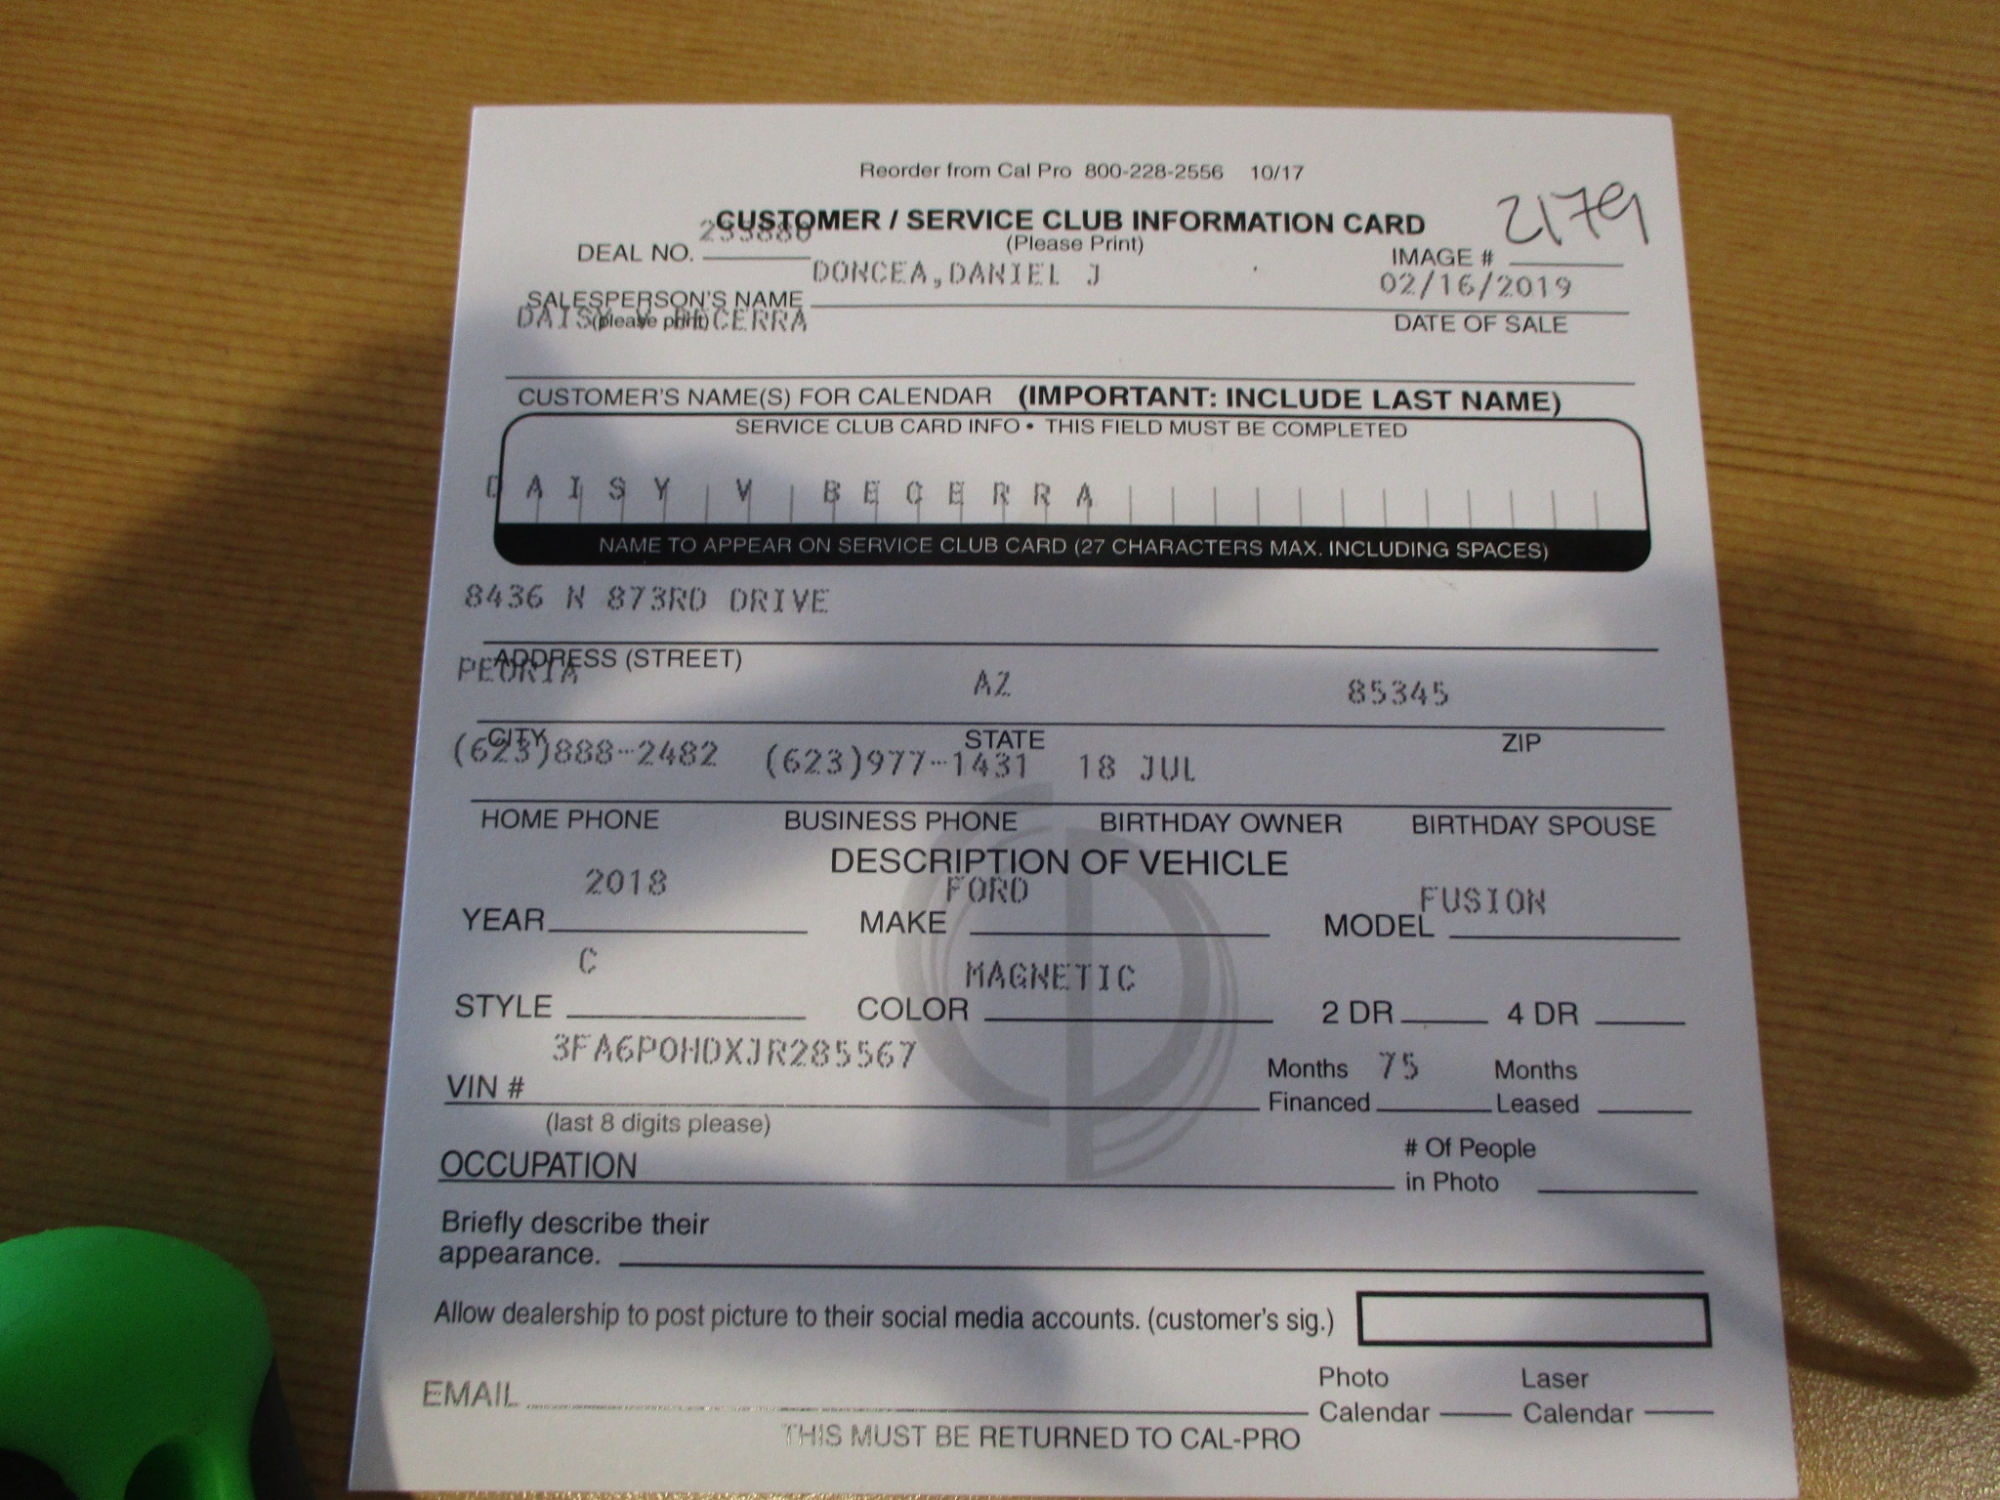 Reorder from Cal Pro 800-228-2556 10/17
CUSTOMER / SERVICE CLUB INFORMATION CARD
(Please Print)
2179
DEAL NO. 233880
IMAGE #
DONCEA,DANIEL J
02/16/2019
SALESPERSON'S NAME
(please print)
DATE OF SALE
DAISY V BECERRA
CUSTOMER'S NAME(S) FOR CALENDAR (IMPORTANT: INCLUDE LAST NAME)
SERVICE CLUB CARD INFO • THIS FIELD MUST BE COMPLETED
DAISY V BECERRA
NAME TO APPEAR ON SERVICE CLUB CARD (27 CHARACTERS MAX. INCLUDING SPACES)
8436 N 873RD DRIVE
ADDRESS (STREET)
PEORIA AZ 85345
CITY STATE ZIP
(623)888-2482 (623)977-1431 18 JUL
HOME PHONE BUSINESS PHONE BIRTHDAY OWNER BIRTHDAY SPOUSE
DESCRIPTION OF VEHICLE
2018 FORD FUSION
YEAR MAKE MODEL
C MAGNETIC
STYLE COLOR 2 DR 4 DR
3FA6P0HDXJR285567
VIN #
(last 8 digits please)
Months 75 Months
Financed Leased
OCCUPATION
# Of People
in Photo
Briefly describe their
appearance.
Allow dealership to post picture to their social media accounts. (customer's sig.)
EMAIL
Photo Laser
Calendar Calendar
THIS MUST BE RETURNED TO CAL-PRO